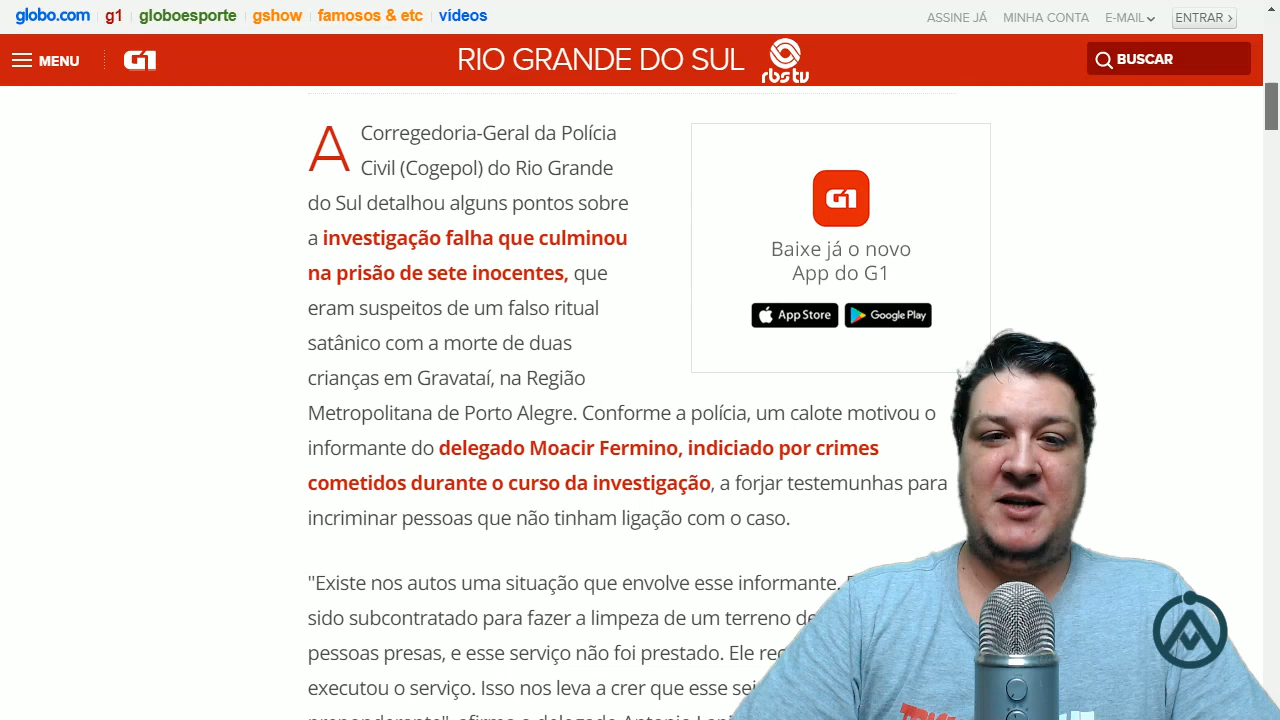 globo.com g1 globoesporte gshow famosos & etc vídeos ASSINE JÁ MINHA CONTA E-MAIL ENTRAR ›
MENU G1 RIO GRANDE DO SUL rbs tv BUSCAR
A Corregedoria-Geral da Polícia
Civil (Cogepol) do Rio Grande
do Sul detalhou alguns pontos sobre
a investigação falha que culminou
na prisão de sete inocentes, que
eram suspeitos de um falso ritual
satânico com a morte de duas
crianças em Gravataí, na Região
Metropolitana de Porto Alegre. Conforme a polícia, um calote motivou o
informante do delegado Moacir Fermino, indiciado por crimes
cometidos durante o curso da investigação, a forjar testemunhas para
incriminar pessoas que não tinham ligação com o caso.
"Existe nos autos uma situação que envolve esse informante.
sido subcontratado para fazer a limpeza de um terreno
pessoas presas, e esse serviço não foi prestado. Ele
executou o serviço. Isso nos leva a crer que esse
G1
Baixe já o novo
App do G1
App Store Google Play